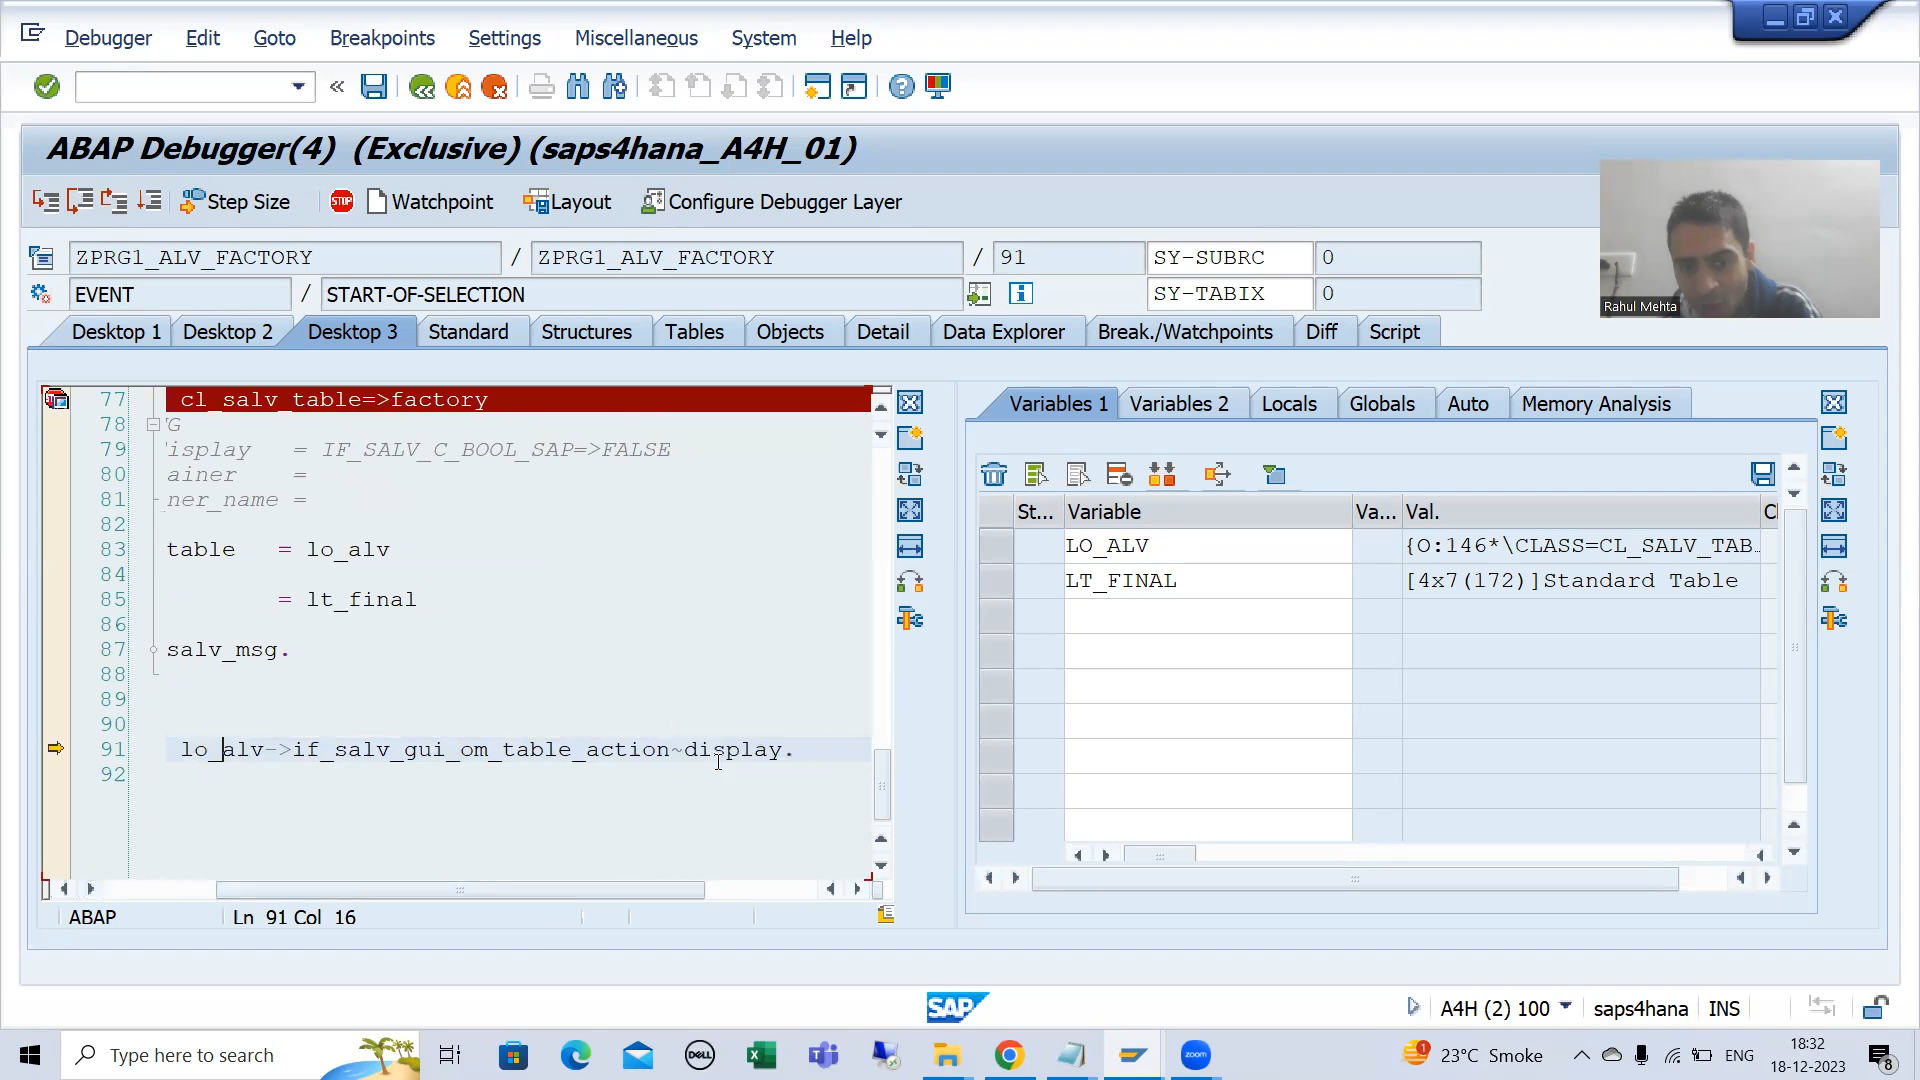 Debugger Edit Goto Breakpoints Settings Miscellaneous System Help
«
ABAP Debugger(4) (Exclusive) (saps4hana_A4H_01)
Step Size STOP Watchpoint Layout Configure Debugger Layer
ZPRG1_ALV_FACTORY / ZPRG1_ALV_FACTORY / 91 SY-SUBRC 0
EVENT / START-OF-SELECTION SY-TABIX 0
Rahul Mehta
Desktop 1 Desktop 2 Desktop 3 Standard Structures Tables Objects Detail Data Explorer Break./Watchpoints Diff Script
77 cl_salv_table=>factory
78
79 isplay = IF_SALV_C_BOOL_SAP=>FALSE
80 ainer =
81 ner_name =
82
83 table = lo_alv
84
85 = lt_final
86
87 salv_msg.
88
89
90
91 lo_alv->if_salv_gui_om_table_action~display.
92
ABAP Ln 91 Col 16
Variables 1 Variables 2 Locals Globals Auto Memory Analysis
St... Variable Va... Val.
LO_ALV {O:146*\CLASS=CL_SALV_TAB...
LT_FINAL [4x7(172)]Standard Table
SAP A4H (2) 100 saps4hana INS
Type here to search DELL zoom 1 23°C Smoke ENG 18:32
18-12-2023 8